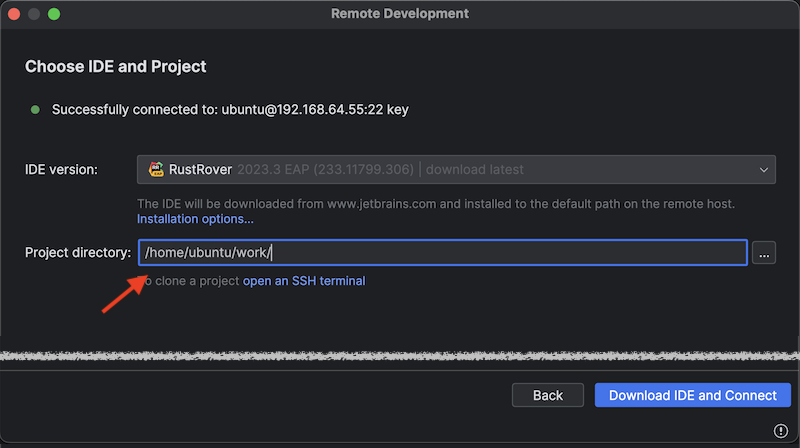 Remote Development
Choose IDE and Project
Successfully connected to: ubuntu@192.168.64.55:22 key
IDE version: RustRover 2023.3 EAP (233.11799.306) | download latest
The IDE will be downloaded from www.jetbrains.com and installed to the default path on the remote host.
Installation options...
Project directory: /home/ubuntu/work/ ...
To clone a project open an SSH terminal
Back Download IDE and Connect